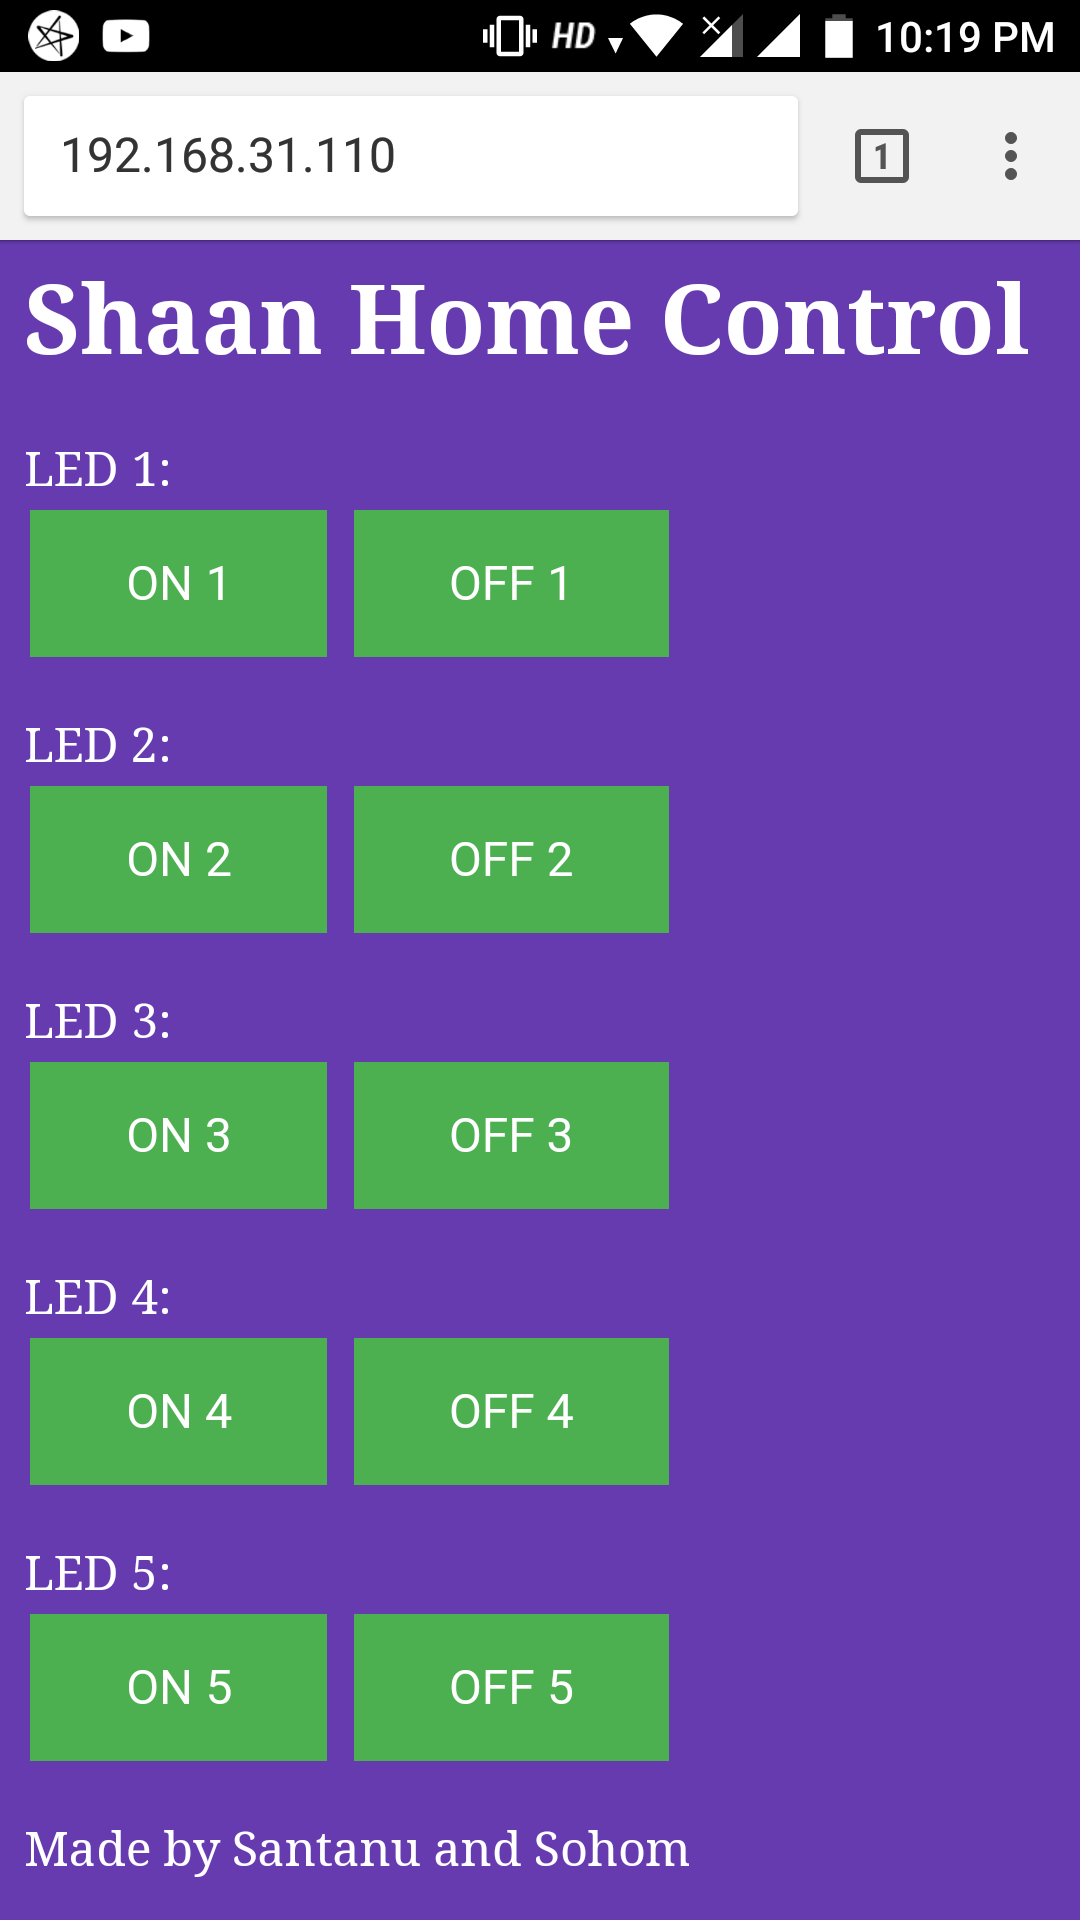 HD 10:19 PM
192.168.31.110 1
Shaan Home Control
LED 1:
ON 1 OFF 1
LED 2:
ON 2 OFF 2
LED 3:
ON 3 OFF 3
LED 4:
ON 4 OFF 4
LED 5:
ON 5 OFF 5
Made by Santanu and Sohom